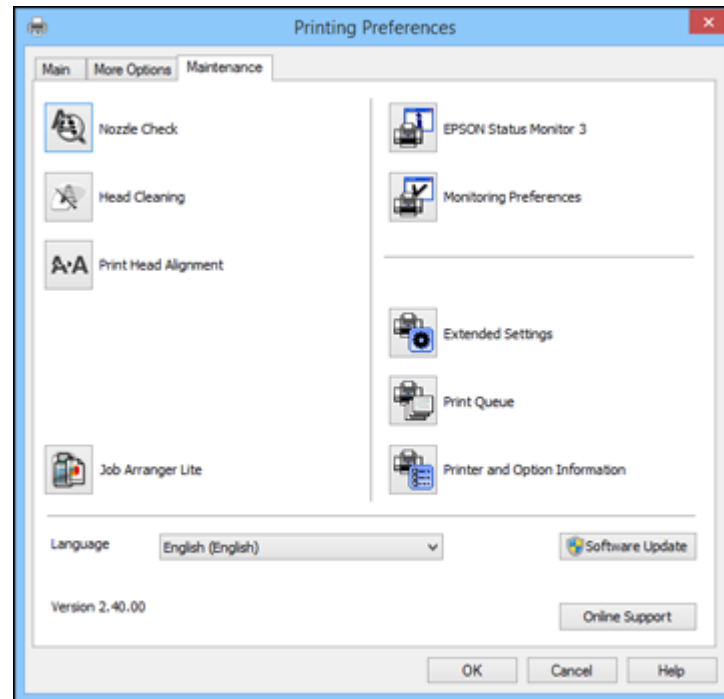 Printing Preferences
Main
More Options
Maintenance
Nozzle Check
EPSON Status Monitor 3
Head Cleaning
Monitoring Preferences
Print Head Alignment
Extended Settings
Print Queue
Job Arranger Lite
Printer and Option Information
Language
English (English)
Software Update
Version 2.40.00
Online Support
OK
Cancel
Help